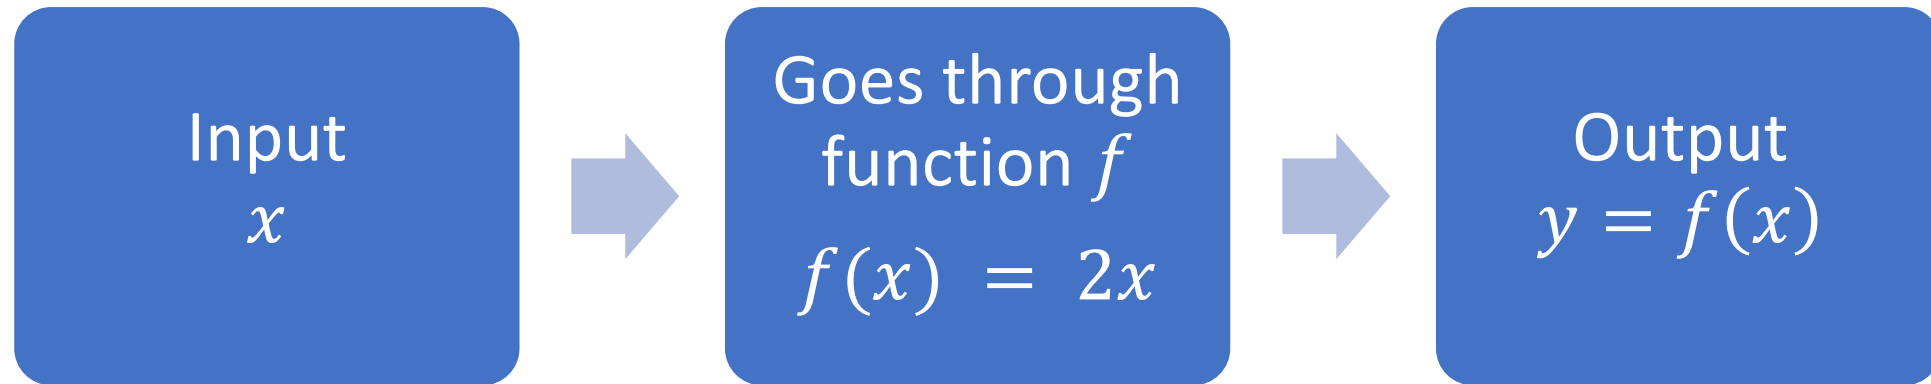 Input
x
Goes through
function f
f(x) = 2x
Output
y = f(x)